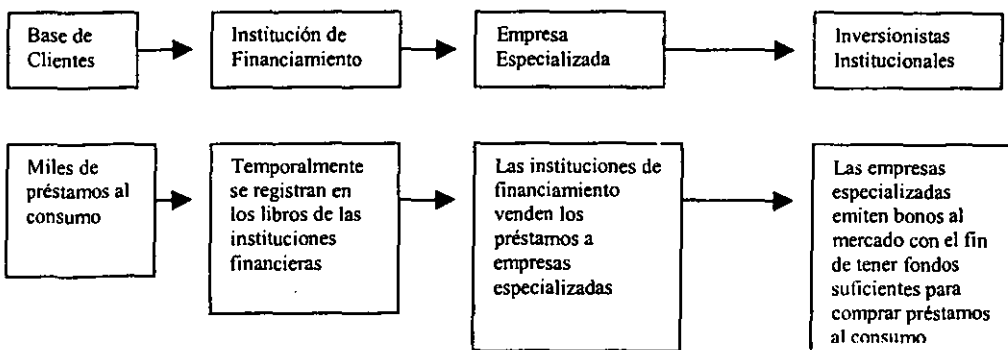 Base de
Clientes
Institución de
Financiamiento
Empresa
Especializada
Inversionistas
Institucionales
Miles de
préstamos al
consumo
Temporalmente
se registran en
los libros de las
instituciones
financieras
Las instituciones de
financiamiento
venden los
préstamos a
empresas
especializadas
Las empresas
especializadas
emiten bonos al
mercado con el fin
de tener fondos
suficientes para
comprar préstamos
al consumo